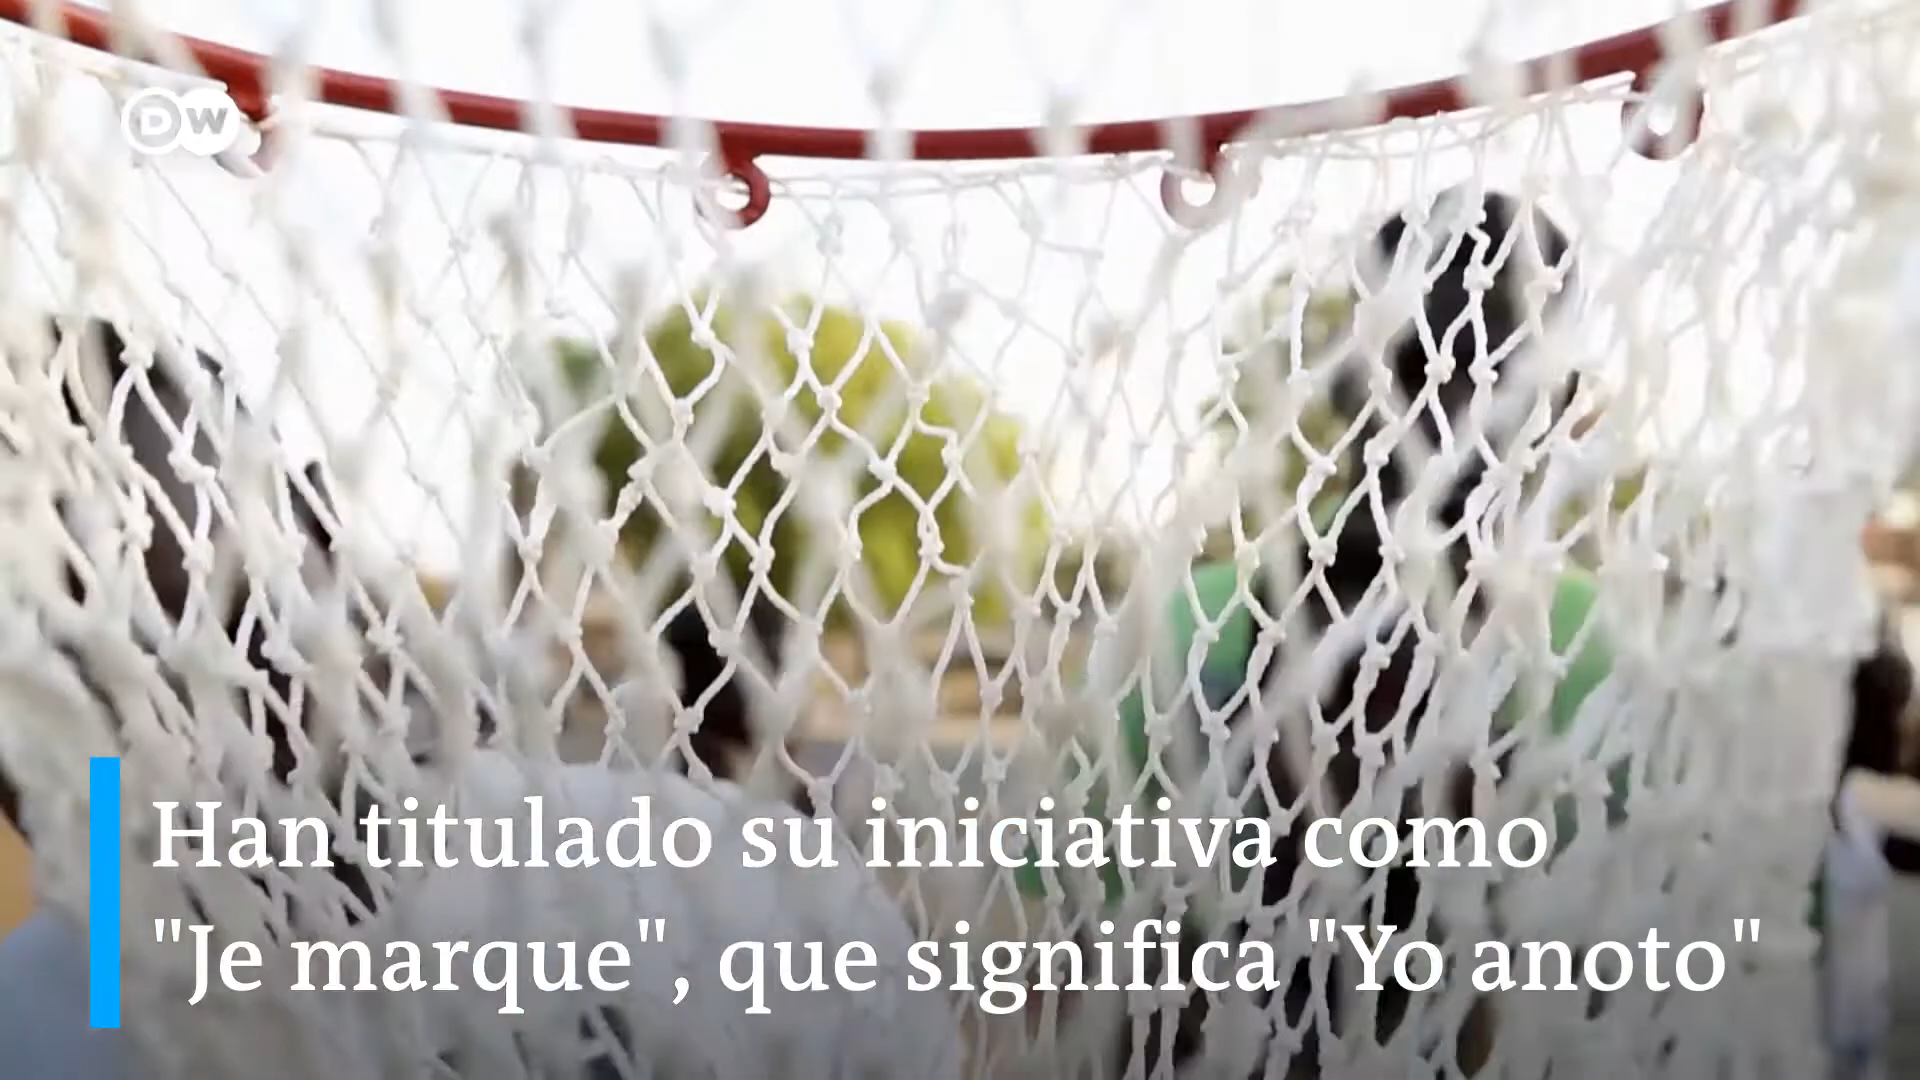 DW
Han titulado su iniciativa como
"Je marque", que significa "Yo anoto"